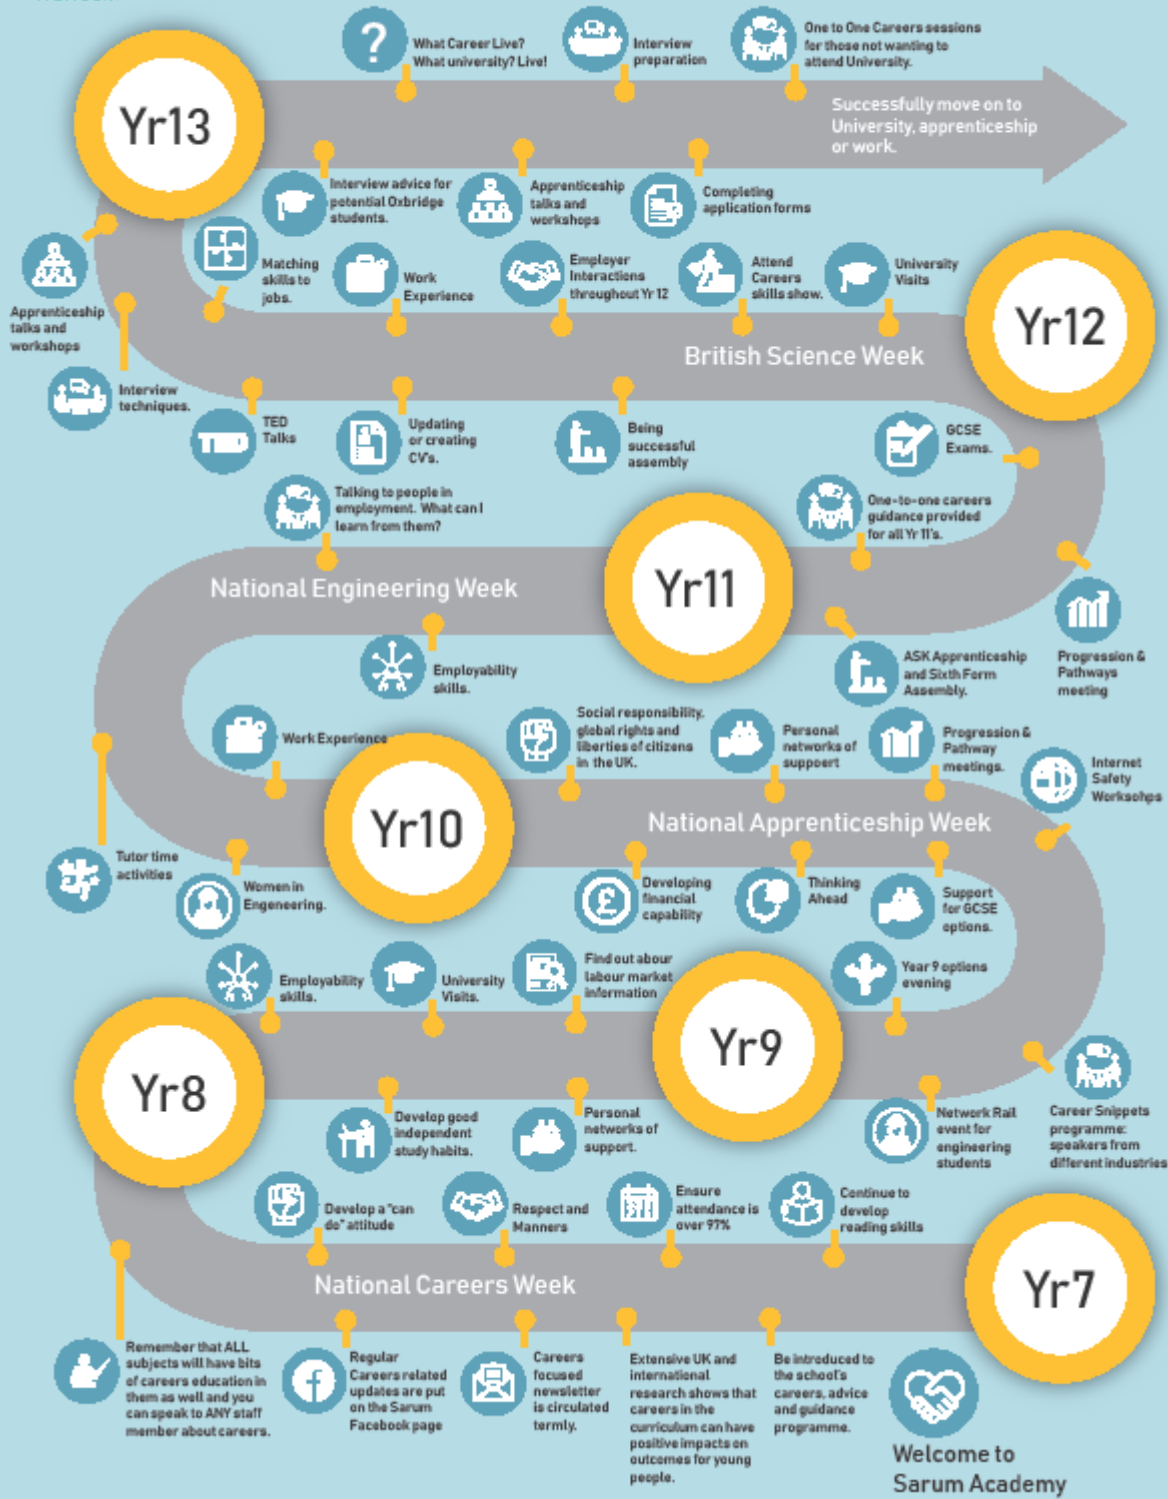 What Career Live?
What university? Live!
Interview
preparation
One to One Careers sessions
for those not wanting to
attend University.
Yr13
Successfully move on to
University, apprenticeship
or work.
Interview advice for
potential Oxbridge
students.
Apprenticeship
talks and
workshops
Completing
application forms
Apprenticeship
talks and
workshops
Matching
skills to
jobs.
Work
Experience
Employer
Interactions
throughout Yr 12
Attend
Careers
skills show.
University
Visits
Yr12
British Science Week
Interview
techniques.
TED
TED
Talks
Updating
or creating
CV's.
Being
successful
assembly
GCSE
Exams.
Talking to people in
employment. What can I
learn from them?
One-to-one careers
guidance provided
for all Yr 11's.
National Engineering Week
Yr11
Employability
skills.
ASK Apprenticeship
and Sixth Form
Assembly.
Progression &
Pathways
meeting
Work Experience
Social responsibility,
global rights and
liberties of citizens
in the UK.
Personal
networks of
suppoert
Progression &
Pathway
meetings.
Internet
Safety
Worksohps
Yr10
National Apprenticeship Week
Tutor time
activities
Women in
Engeneering.
£
Developing
financial
capability
Thinking
Ahead
Support
for GCSE
options.
Employability
skills.
University
Visits.
Find out abour
labour market
information
Year 9 options
evening
Yr9
Yr8
Develop good
independent
study habits.
Personal
networks of
support.
Network Rail
event for
engineering
students
Career Snippets
programme:
speakers from
different industries
Develop a "can
do" attitude
Respect and
Manners
Ensure
attendance is
over 97%
Continue to
develop
reading skills
National Careers Week
Yr7
Remember that ALL
subjects will have bits
of careers education in
them as well and you
can speak to ANY staff
member about careers.
Regular
Careers related
updates are put
on the Sarum
Facebook page
Careers
focused
newsletter
is circulated
termly.
Extensive UK and
international
research shows that
careers in the
curriculum can have
positive impacts on
outcomes for young
people.
Be introduced to
the school's
careers, advice
and guidance
programme.
Welcome to
Sarum Academy